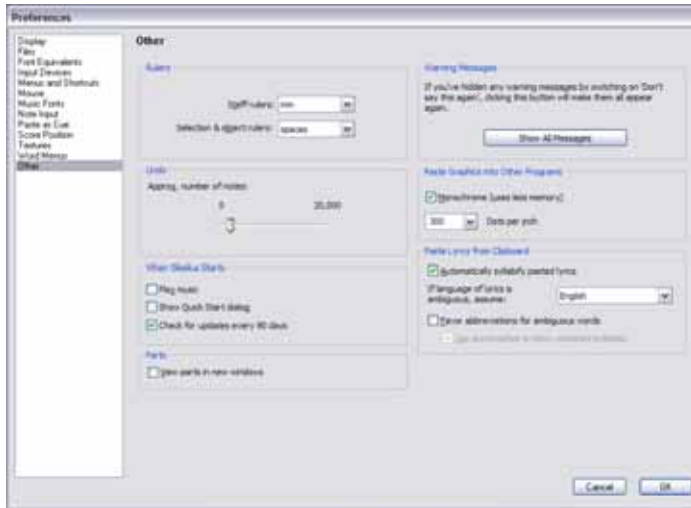 Preferences
Display
Files
Font Equivalents
Input Devices
Menus and Shortcuts
Mouse
Music Fonts
Note Input
Paste as Cue
Score Position
Textures
Word Menus
Other
Other
Rulers
Staff rulers: mm
Selection & object rulers: spaces
Undo
Approx. number of notes:
0 20,000
When Sibelius Starts
Play music
Show Quick Start dialog
Check for updates every 90 days
Parts
View parts in new windows
Warning Messages
If you've hidden any warning messages by switching on 'Don't
say this again', clicking this button will make them all appear
again.
Show All Messages
Paste Graphics into Other Programs
Monochrome (uses less memory)
300 Dots per inch
Paste Lyrics from Clipboard
Automatically syllabify pasted lyrics
If language of lyrics is
ambiguous, assume: English
abbreviations for ambiguous words
Cancel OK